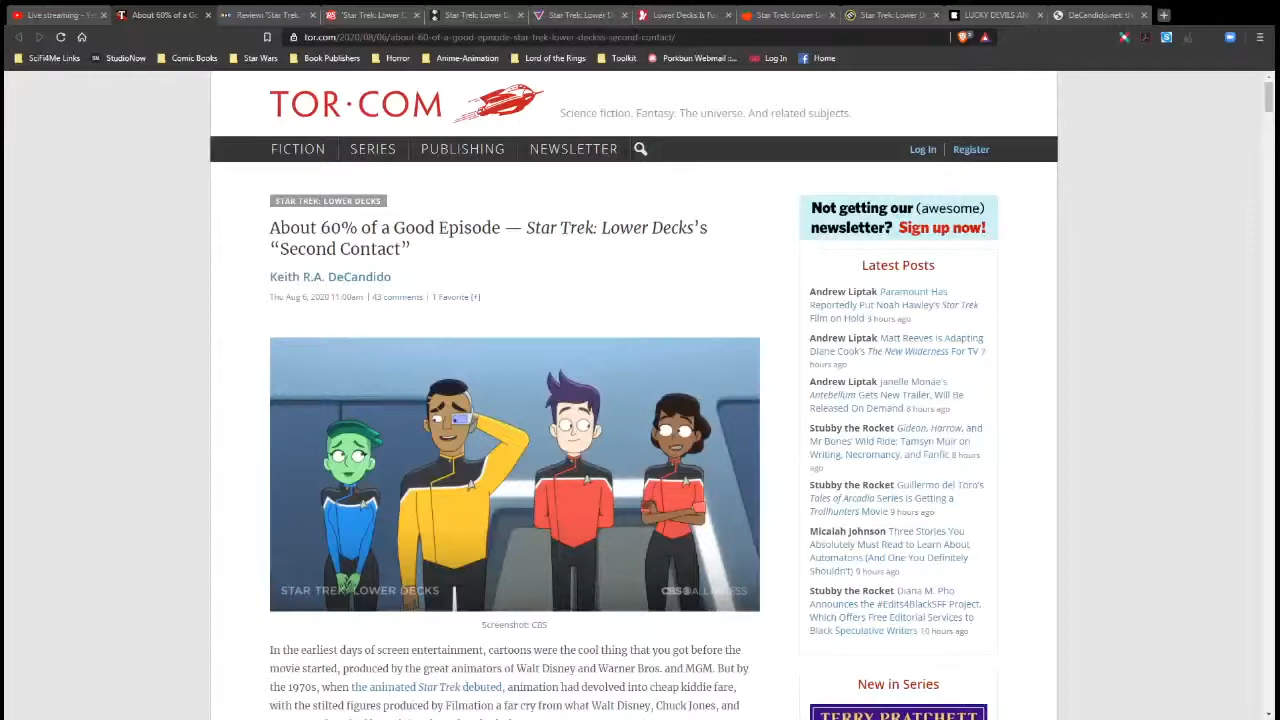 Live streaming - Yo
About 60% of a Go
Review: "Star Trek:
'Star Trek: Lower D
Star Trek: Lower D
Star Trek: Lower D
Lower Decks Is Fu
Star Trek: Lower De
Star Trek: Lower D
LUCKY DEVILS AN
DeCandido.net: th
tor.com/2020/08/06/about-60-of-a-good-episode-star-trek-lower-deckss-second-contact/
SciFi4Me Links
StudioNow
Comic Books
Star Wars
Book Publishers
Horror
Anime-Animation
Lord of the Rings
Toolkit
Porkbun Webmail ::...
Log In
Home
TOR·COM
Science fiction. Fantasy. The universe. And related subjects.
FICTION
SERIES
PUBLISHING
NEWSLETTER
Log In
Register
STAR TREK: LOWER DECKS
About 60% of a Good Episode — Star Trek: Lower Decks's
“Second Contact”
Keith R.A. DeCandido
Thu Aug 6, 2020 11:00am | 43 comments | 1 Favorite [+]
STAR TREK: LOWER DECKS
CBS ALL ACCESS
Screenshot: CBS
In the earliest days of screen entertainment, cartoons were the cool thing that you got before the
movie started, produced by the great animators of Walt Disney and Warner Bros. and MGM. But by
the 1970s, when the animated Star Trek debuted, animation had devolved into cheap kiddie fare,
with the stilted figures produced by Filmation a far cry from what Walt Disney, Chuck Jones, and
Not getting our (awesome)
newsletter? Sign up now!
Latest Posts
Andrew Liptak Paramount Has
Reportedly Put Noah Hawley's Star Trek
Film on Hold 3 hours ago
Andrew Liptak Matt Reeves is Adapting
Diane Cook's The New Wilderness For TV 7
hours ago
Andrew Liptak Janelle Monáe's
Antebellum Gets New Trailer, Will Be
Released On Demand 8 hours ago
Stubby the Rocket Gideon, Harrow, and
Mr Bones' Wild Ride: Tamsyn Muir on
Writing, Necromancy, and Fanfic 8 hours
ago
Stubby the Rocket Guillermo del Toro's
Tales of Arcadia Series is Getting a
Trollhunters Movie 9 hours ago
Micaiah Johnson Three Stories You
Absolutely Must Read to Learn About
Automatons (And One You Definitely
Shouldn't) 9 hours ago
Stubby the Rocket Diana M. Pho
Announces the #Edits4BlackSFF Project,
Which Offers Free Editorial Services to
Black Speculative Writers 10 hours ago
New in Series
TERRY PRATCHETT